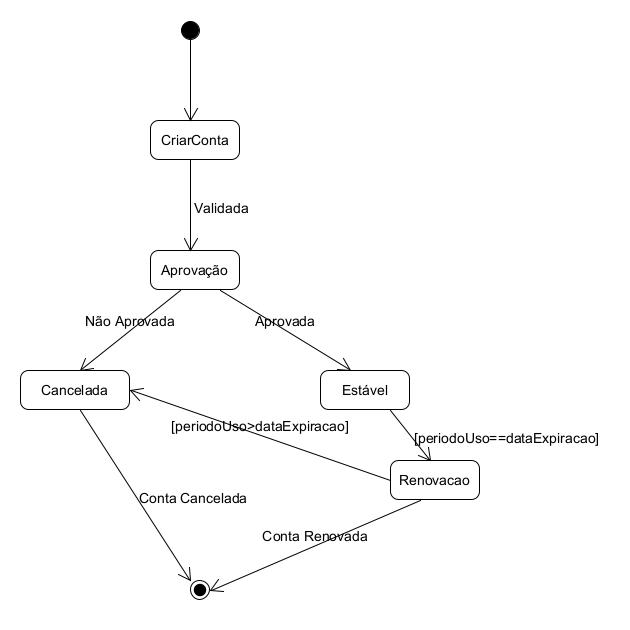 CriarConta
Validada
Aprovação
Não Aprovada
Aprovada
Cancelada
Estável
[periodoUso>dataExpiracao]
[periodoUso==dataExpiracao]
Renovacao
Conta Cancelada
Conta Renovada